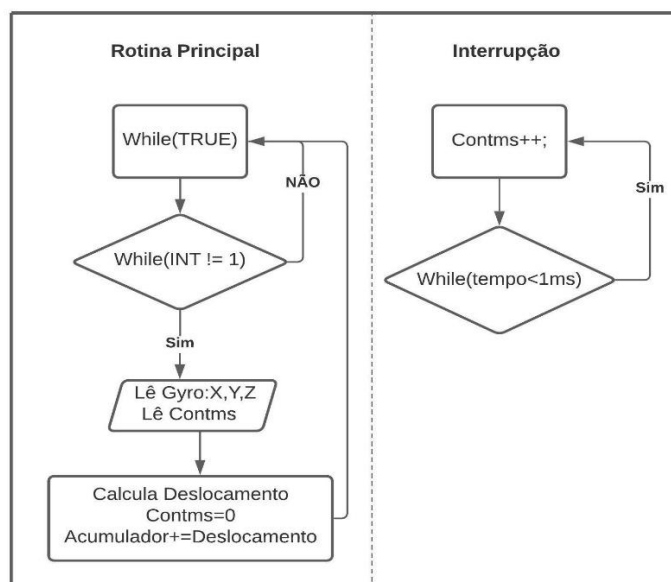 Rotina Principal
While(TRUE)
NÃO
While(INT != 1)
Sim
Lê Gyro:X,Y,Z
Lê Contms
Calcula Deslocamento
Contms=0
Acumulador+=Deslocamento
Interrupção
Contms++;
Sim
While(tempo<1ms)